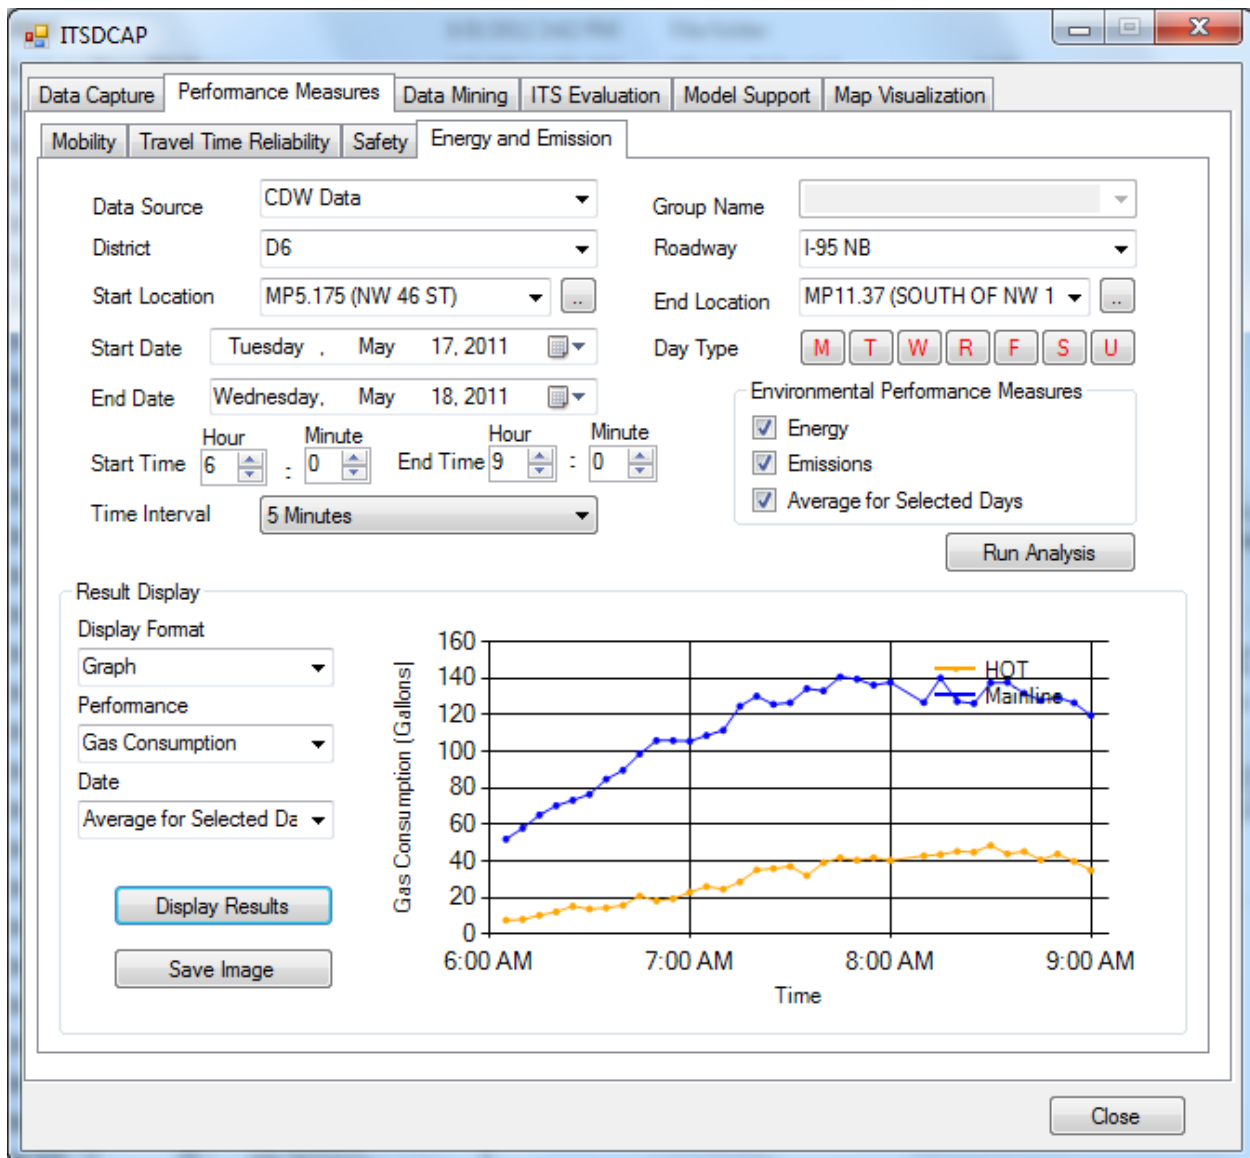 ITSDCAP
Data Capture Performance Measures Data Mining ITS Evaluation Model Support Map Visualization
Mobility Travel Time Reliability Safety Energy and Emission
Data Source CDW Data Group Name
District D6 Roadway I-95 NB
Start Location MP5.175 (NW 46 ST) .. End Location MP11.37 (SOUTH OF NW 1 ..
Start Date Tuesday , May 17, 2011 Day Type M T W R F S U
End Date Wednesday, May 18, 2011 Environmental Performance Measures
Energy
Hour Minute Hour Minute
Start Time 6 : 0 End Time 9 : 0 Emissions
Average for Selected Days
Time Interval 5 Minutes
Run Analysis
Result Display
Display Format
Graph
Performance
Gas Consumption
Date
Average for Selected Da
Display Results
Save Image
Gas Consumption (Gallons)
160
140
120
100
80
60
40
20
0
HOT
Mainline
6:00 AM 7:00 AM 8:00 AM 9:00 AM
Time
Close